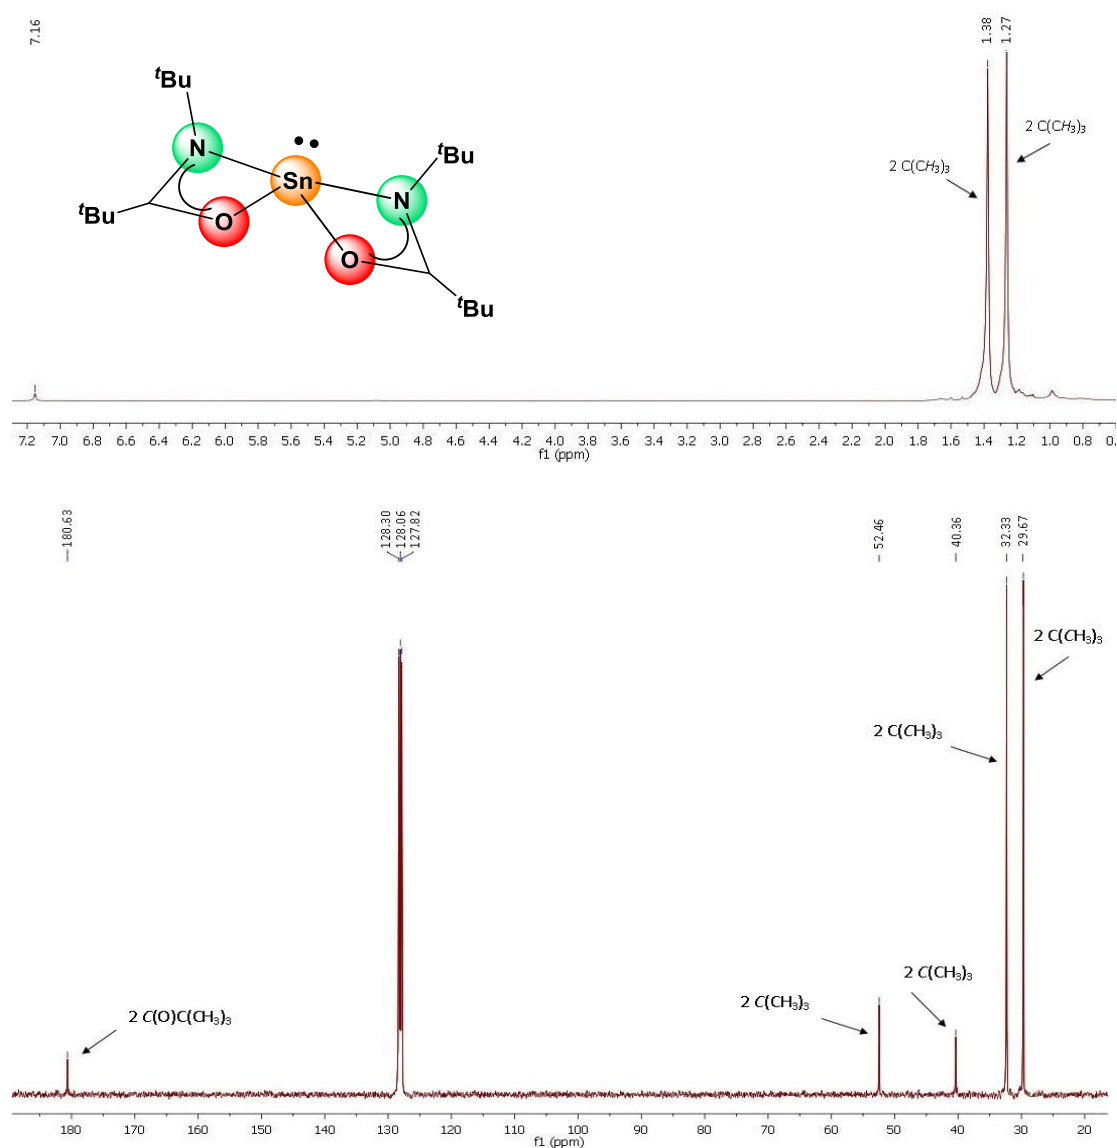 7.16
1.38
1.27
ᵗBu
N
Sn
ᵗBu
N
ᵗBu
O
O
ᵗBu
2 C(CH₃)₃
2 C(CH₃)₃
7.2 7.0 6.8 6.6 6.4 6.2 6.0 5.8 5.6 5.4 5.2 5.0 4.8 4.6 4.4 4.2 4.0 3.8 3.6 3.4 3.2 3.0 2.8 2.6 2.4 2.2 2.0 1.8 1.6 1.4 1.2 1.0 0.8
f1 (ppm)
180.63
128.30
128.06
127.82
52.46
40.36
32.33
29.67
2 C(CH₃)₃
2 C(CH₃)₃
2 C(CH₃)₃
2 C(CH₃)₃
2 C(O)C(CH₃)₃
180 170 160 150 140 130 120 110 100 90 80 70 60 50 40 30 20
f1 (ppm)